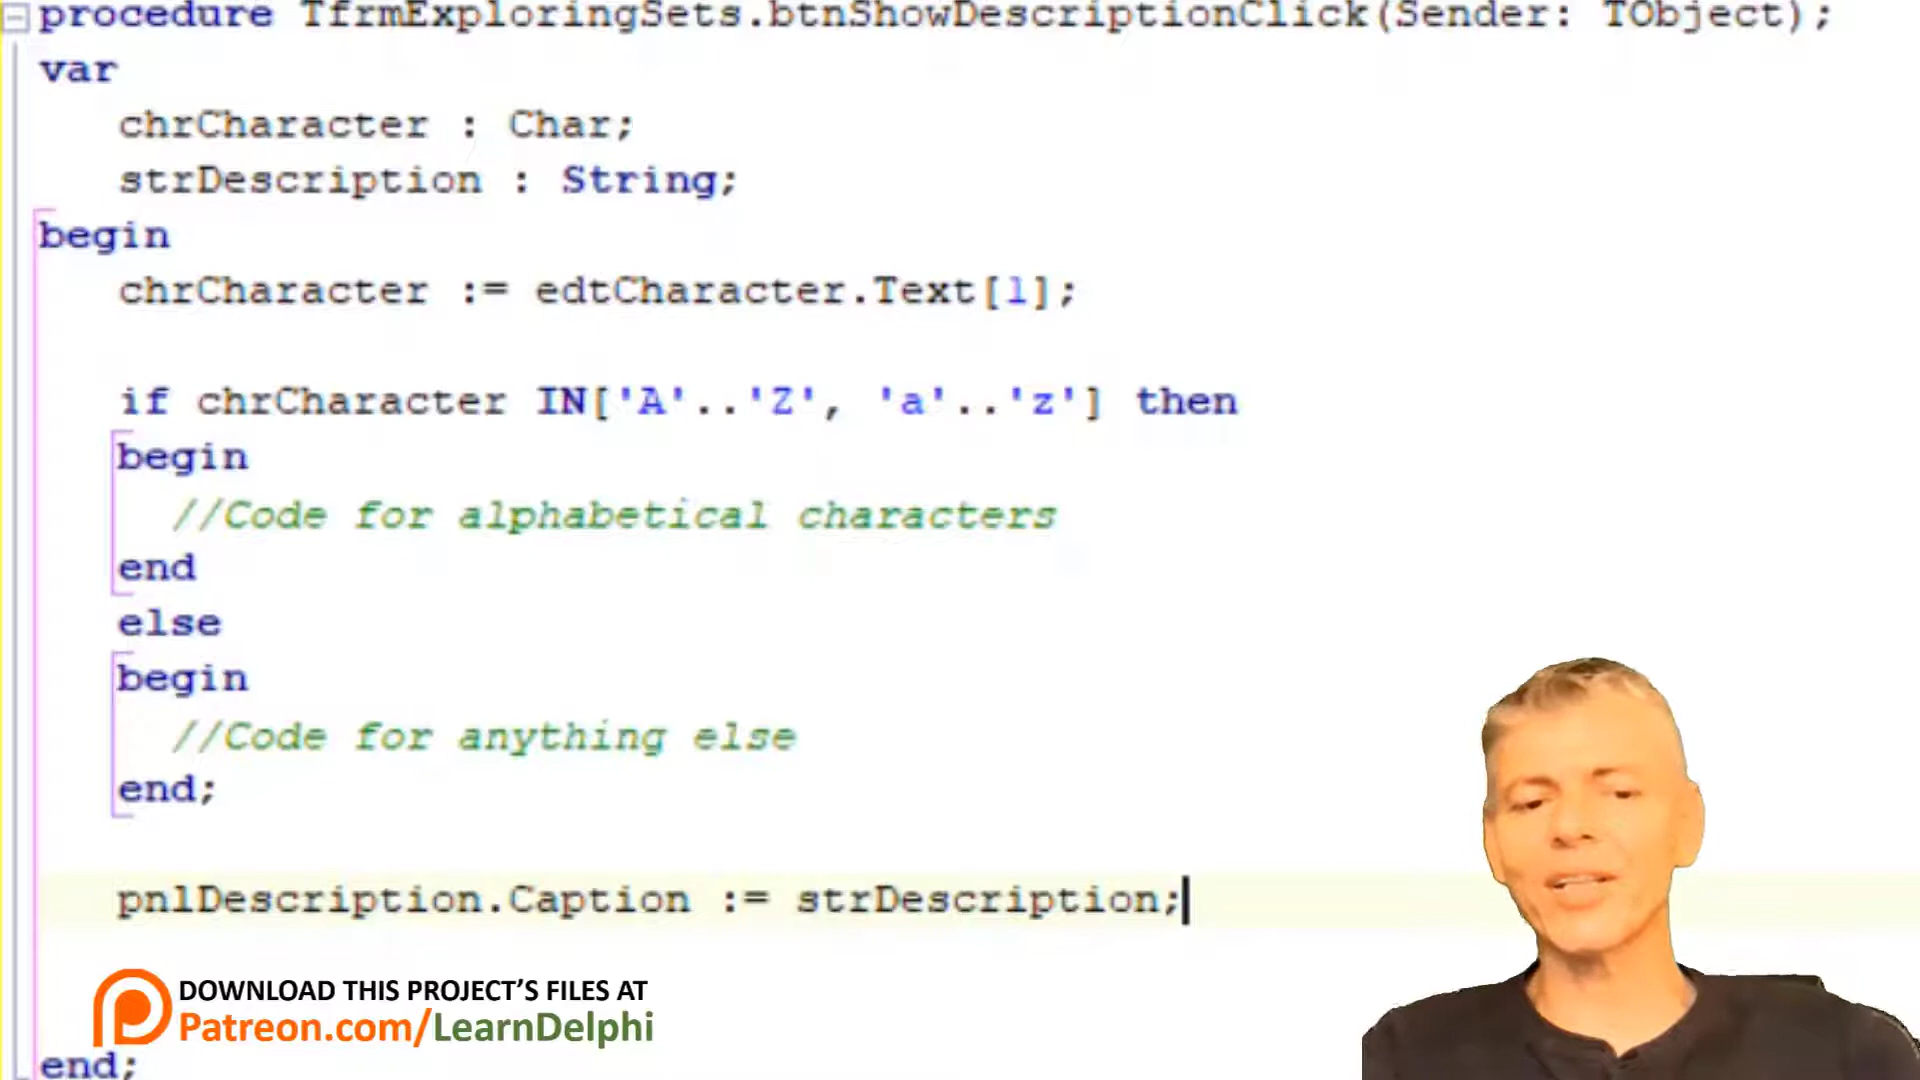 procedure TfrmExploringSets.btnShowDescriptionClick(Sender: TObject);
var
chrCharacter : Char;
strDescription : String;
begin
chrCharacter := edtCharacter.Text[1];
if chrCharacter IN['A'..'Z', 'a'..'z'] then
begin
//Code for alphabetical characters
end
else
begin
//Code for anything else
end;
pnlDescription.Caption := strDescription;
DOWNLOAD THIS PROJECT'S FILES AT
Patreon.com/LearnDelphi
end;